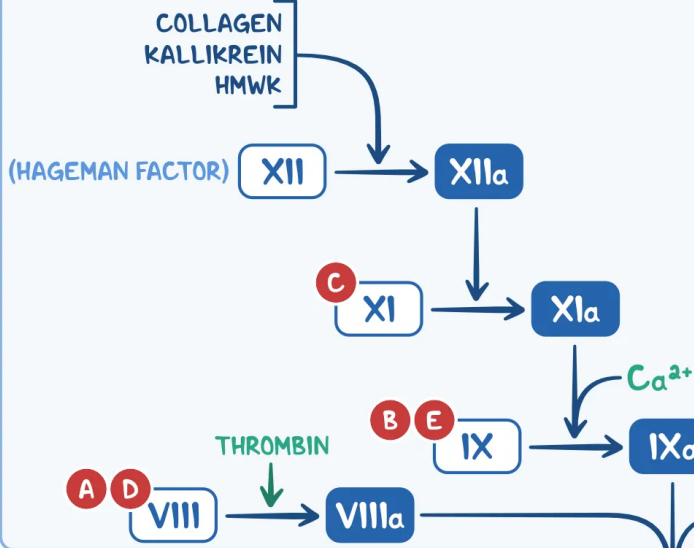 COLLAGEN
KALLIKREIN
HMWK
(HAGEMAN FACTOR) XII XIIa
C
XI XIa
Ca²⁺
B E
IX IXa
THROMBIN
A D
VIII VIIIa